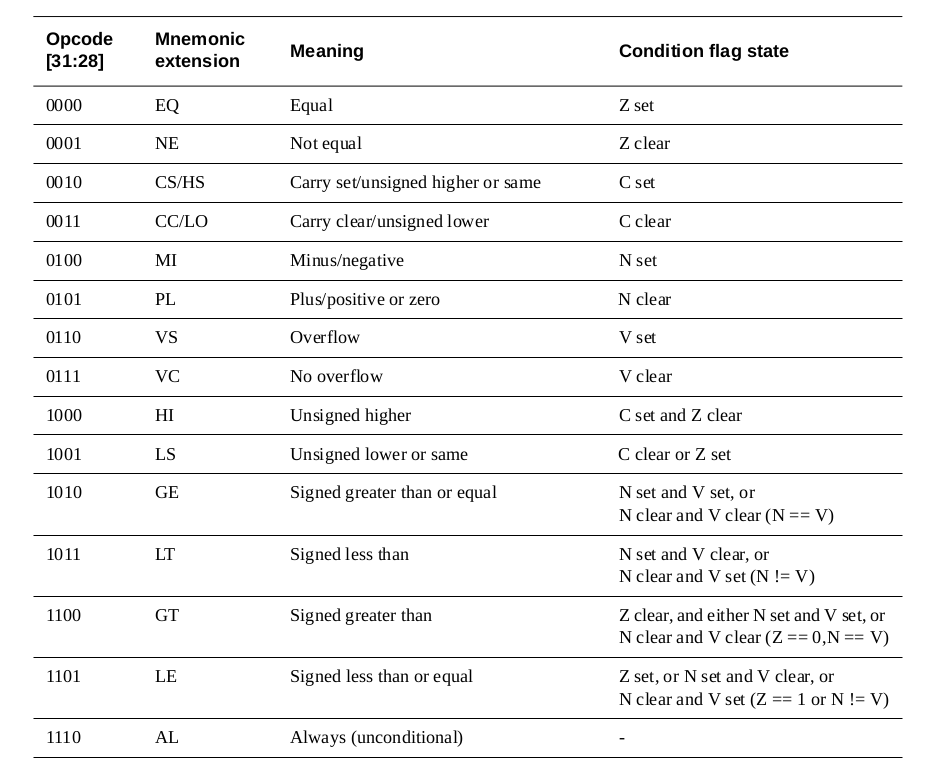 Opcode [31:28] Mnemonic extension Meaning Condition flag state
0000 EQ Equal Z set
0001 NE Not equal Z clear
0010 CS/HS Carry set/unsigned higher or same C set
0011 CC/LO Carry clear/unsigned lower C clear
0100 MI Minus/negative N set
0101 PL Plus/positive or zero N clear
0110 VS Overflow V set
0111 VC No overflow V clear
1000 HI Unsigned higher C set and Z clear
1001 LS Unsigned lower or same C clear or Z set
1010 GE Signed greater than or equal N set and V set, or
N clear and V clear (N == V)
1011 LT Signed less than N set and V clear, or
N clear and V set (N != V)
1100 GT Signed greater than Z clear, and either N set and V set, or
N clear and V clear (Z == 0,N == V)
1101 LE Signed less than or equal Z set, or N set and V clear, or
N clear and V set (Z == 1 or N != V)
1110 AL Always (unconditional) -